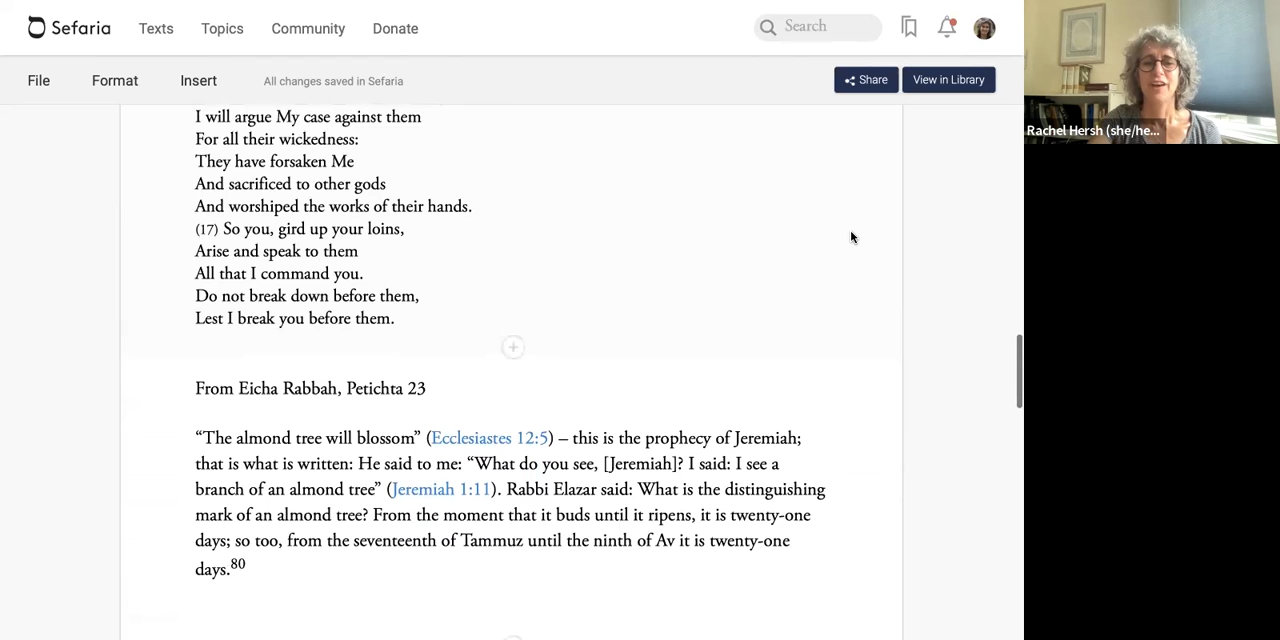 Sefaria
Texts
Topics
Community
Donate
Search
File
Format
Insert
All changes saved in Sefaria
Share
View in Library
Rachel Hersh (she/he...
I will argue My case against them
For all their wickedness:
They have forsaken Me
And sacrificed to other gods
And worshiped the works of their hands.
(17) So you, gird up your loins,
Arise and speak to them
All that I command you.
Do not break down before them,
Lest I break you before them.
From Eicha Rabbah, Petichta 23
“The almond tree will blossom” (Ecclesiastes 12:5) – this is the prophecy of Jeremiah;
that is what is written: He said to me: “What do you see, [Jeremiah]? I said: I see a
branch of an almond tree” (Jeremiah 1:11). Rabbi Elazar said: What is the distinguishing
mark of an almond tree? From the moment that it buds until it ripens, it is twenty-one
days; so too, from the seventeenth of Tammuz until the ninth of Av it is twenty-one
days.80